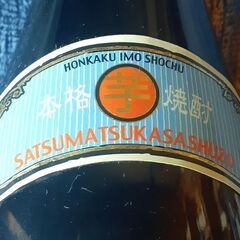 HONKAKU IMO SHOCHU
本格 芋 焼酎
SATSUMATSUKASASHUZO